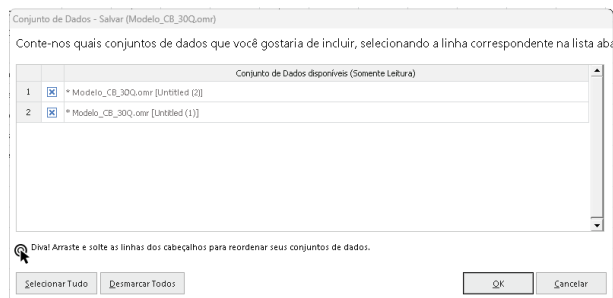 Conjunto de Dados - Salvar (Modelo_CB_30Q.omr)
Conte-nos quais conjuntos de dados que você gostaria de incluir, selecionando a linha correspondente na lista aba
Conjunto de Dados disponíveis (Somente Leitura)
1 * Modelo_CB_30Q.omr [Untitled (2)]
2 * Modelo_CB_30Q.omr [Untitled (1)]
Diva! Arraste e solte as linhas dos cabeçalhos para reordenar seus conjuntos de dados.
Selecionar Tudo Desmarcar Todos OK Cancelar